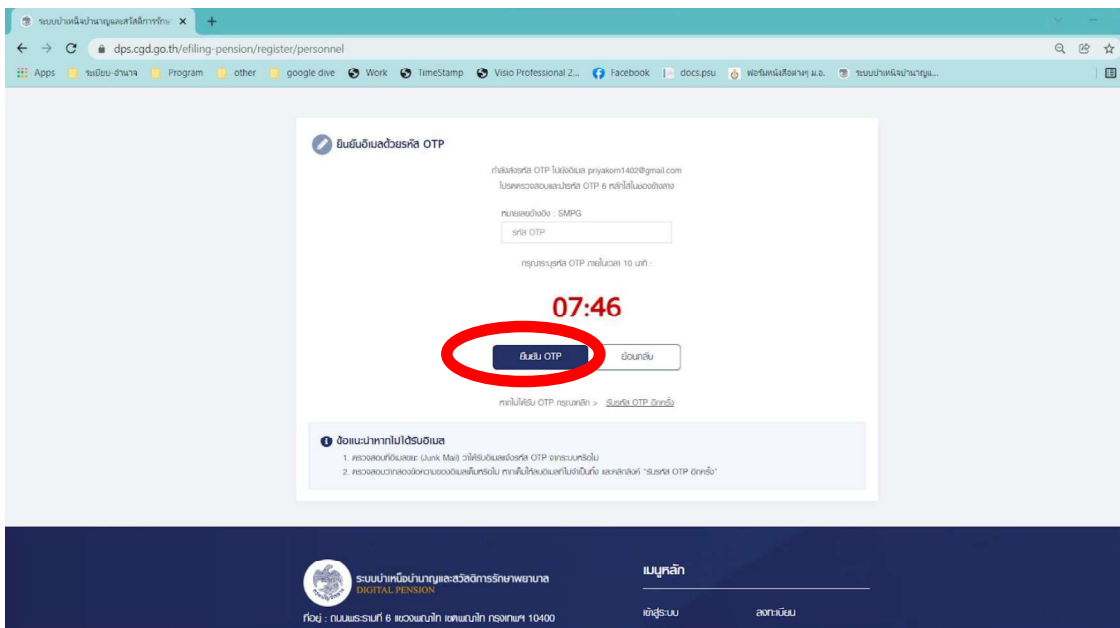 ระบบบำเหน็จบำนาญและสวัสดิการรักษ
dps.cgd.go.th/efiling-pension/register/personnel
Apps ระเบียบ-อำนาจ Program other google dive Work TimeStamp Visio Professional 2... Facebook docs.psu ฟอร์มหนังสือต่างๆ ม.อ. ระบบบำเหน็จบำนาญแ...
ยืนยันอีเมลด้วยรหัส OTP
กำลังส่งรหัส OTP ไปยังอีเมล priyakorn1402@gmail.com
โปรดตรวจสอบและนำรหัส OTP 6 หลักใส่ในช่องข้างล่าง
หมายเลขอ้างอิง : SMPG
รหัส OTP
กรุณาระบุรหัส OTP ภายในเวลา 10 นาที :
07:46
ยืนยัน OTP ย้อนกลับ
หากไม่ได้รับ OTP กรุณาคลิก > รับรหัส OTP อีกครั้ง
ข้อแนะนำหากไม่ได้รับอีเมล
1. ตรวจสอบที่อีเมลขยะ (Junk Mail) ว่าได้รับอีเมลแจ้งรหัส OTP จากระบบหรือไม่
2. ตรวจสอบว่ากล่องข้อความของอีเมลเต็มหรือไม่ หากเต็มให้ลบอีเมลที่ไม่จำเป็นทิ้ง และคลิกลิงค์ "รับรหัส OTP อีกครั้ง"
ระบบบำเหน็จบำนาญและสวัสดิการรักษาพยาบาล
DIGITAL PENSION
ที่อยู่ : ถนนพระรามที่ 6 แขวงพญาไท เขตพญาไท กรุงเทพฯ 10400
เมนูหลัก
เข้าสู่ระบบ ลงทะเบียน